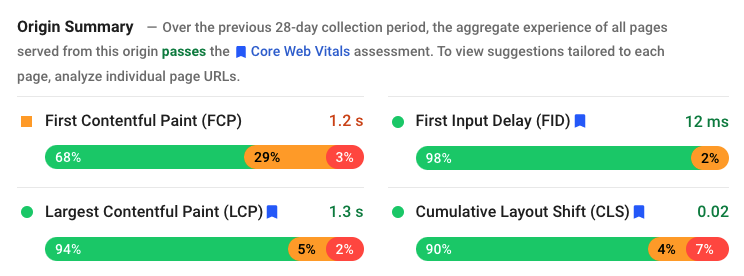 Origin Summary — Over the previous 28-day collection period, the aggregate experience of all pages
served from this origin passes the Core Web Vitals assessment. To view suggestions tailored to each
page, analyze individual page URLs.
First Contentful Paint (FCP) 1.2 s
68% 29% 3%
First Input Delay (FID) 12 ms
98% 2%
Largest Contentful Paint (LCP) 1.3 s
94% 5% 2%
Cumulative Layout Shift (CLS) 0.02
90% 4% 7%